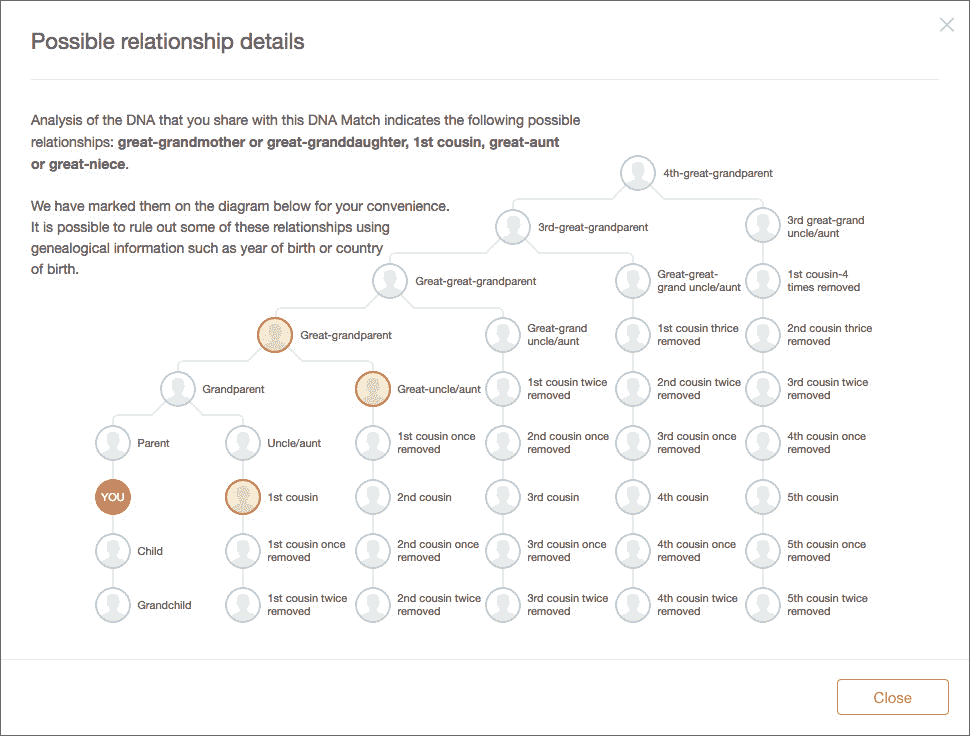 Possible relationship details
Analysis of the DNA that you share with this DNA Match indicates the following possible
relationships: great-grandmother or great-granddaughter, 1st cousin, great-aunt
or great-niece.
We have marked them on the diagram below for your convenience.
It is possible to rule out some of these relationships using
genealogical information such as year of birth or country
of birth.
4th-great-grandparent
3rd-great-grandparent
3rd great-grand
uncle/aunt
Great-great-grandparent
Great-great-
grand uncle/aunt
1st cousin-4
times removed
Great-grandparent
Great-grand
uncle/aunt
1st cousin thrice
removed
2nd cousin thrice
removed
Grandparent
Great-uncle/aunt
1st cousin twice
removed
2nd cousin twice
removed
3rd cousin twice
removed
Parent
Uncle/aunt
1st cousin once
removed
2nd cousin once
removed
3rd cousin once
removed
4th cousin once
removed
YOU
1st cousin
2nd cousin
3rd cousin
4th cousin
5th cousin
Child
1st cousin once
removed
2nd cousin once
removed
3rd cousin once
removed
4th cousin once
removed
5th cousin once
removed
Grandchild
1st cousin twice
removed
2nd cousin twice
removed
3rd cousin twice
removed
4th cousin twice
removed
5th cousin twice
removed
Close